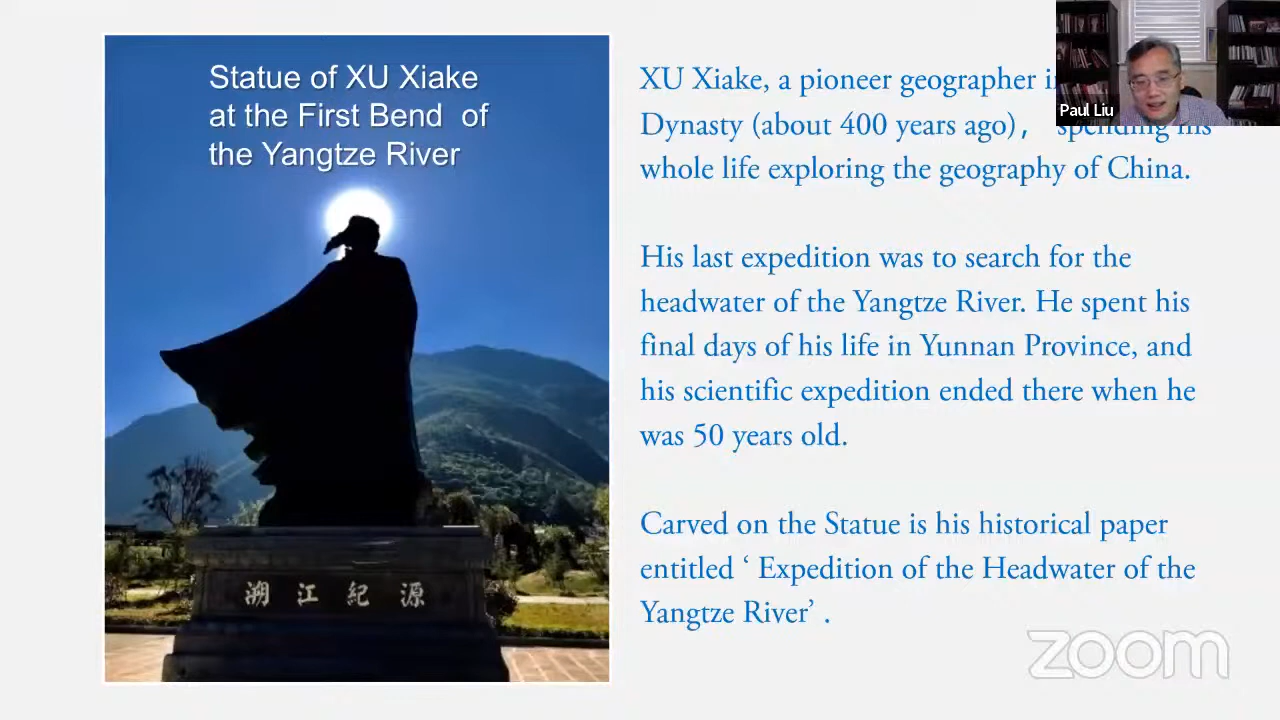 Statue of XU Xiake
at the First Bend of
the Yangtze River
溯江紀源
XU Xiake, a pioneer geographer
Dynasty (about 400 years ago), spending his
whole life exploring the geography of China.
His last expedition was to search for the
headwater of the Yangtze River. He spent his
final days of his life in Yunnan Province, and
his scientific expedition ended there when he
was 50 years old.
Carved on the Statue is his historical paper
entitled ‘ Expedition of the Headwater of the
Yangtze River’ .
Paul Liu
zoom